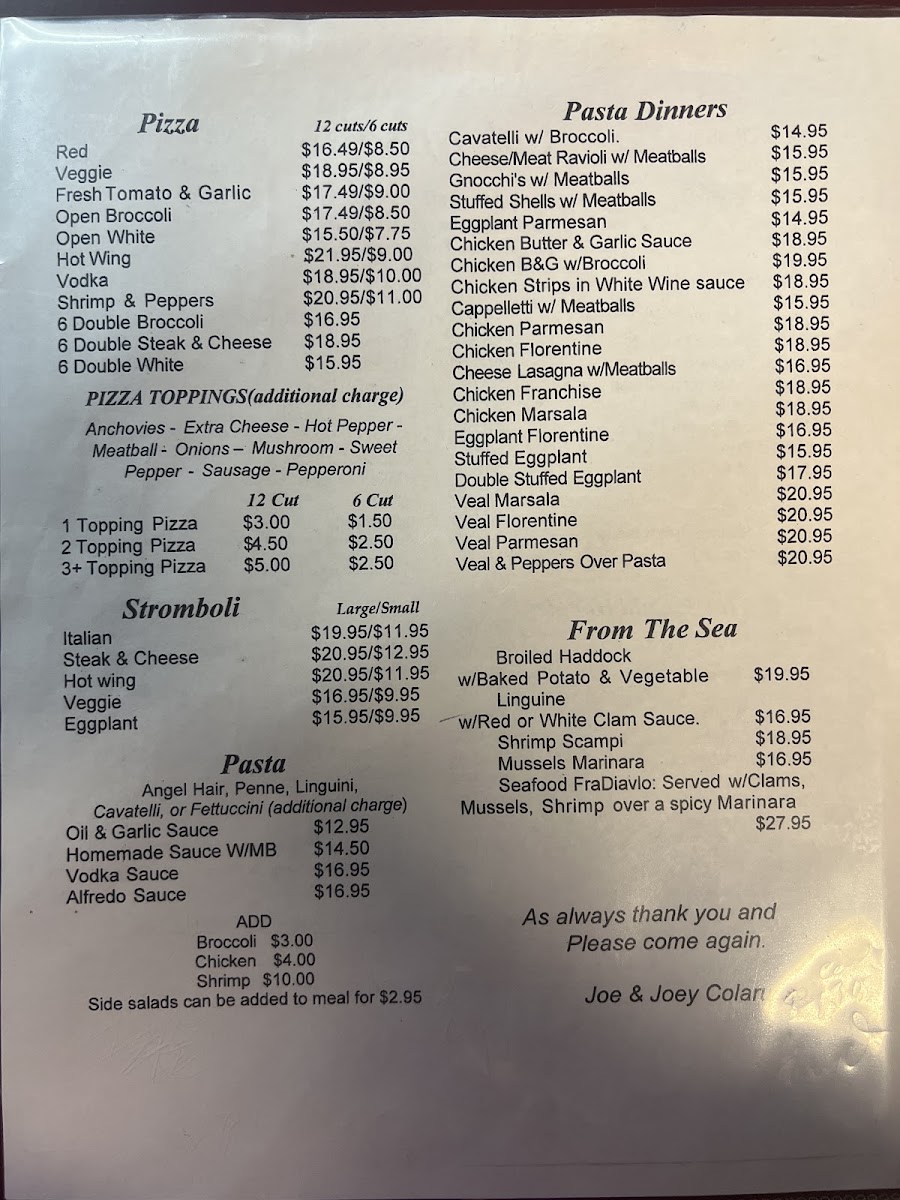 Pizza 12 cuts/6 cuts
Red $16.49/$8.50
Veggie $18.95/$8.95
Fresh Tomato & Garlic $17.49/$9.00
Open Broccoli $17.49/$8.50
Open White $15.50/$7.75
Hot Wing $21.95/$9.00
Vodka $18.95/$10.00
Shrimp & Peppers $20.95/$11.00
6 Double Broccoli $16.95
6 Double Steak & Cheese $18.95
6 Double White $15.95
PIZZA TOPPINGS(additional charge)
Anchovies - Extra Cheese - Hot Pepper -
Meatball - Onions – Mushroom - Sweet
Pepper - Sausage - Pepperoni
12 Cut 6 Cut
1 Topping Pizza $3.00 $1.50
2 Topping Pizza $4.50 $2.50
3+ Topping Pizza $5.00 $2.50
Stromboli Large/Small
Italian $19.95/$11.95
Steak & Cheese $20.95/$12.95
Hot wing $20.95/$11.95
Veggie $16.95/$9.95
Eggplant $15.95/$9.95
Pasta
Angel Hair, Penne, Linguini,
Cavatelli, or Fettuccini (additional charge)
Oil & Garlic Sauce $12.95
Homemade Sauce W/MB $14.50
Vodka Sauce $16.95
Alfredo Sauce $16.95
ADD
Broccoli $3.00
Chicken $4.00
Shrimp $10.00
Side salads can be added to meal for $2.95
Pasta Dinners
Cavatelli w/ Broccoli. $14.95
Cheese/Meat Ravioli w/ Meatballs $15.95
Gnocchi's w/ Meatballs $15.95
Stuffed Shells w/ Meatballs $15.95
Eggplant Parmesan $14.95
Chicken Butter & Garlic Sauce $18.95
Chicken B&G w/Broccoli $19.95
Chicken Strips in White Wine sauce $18.95
Cappelletti w/ Meatballs $15.95
Chicken Parmesan $18.95
Chicken Florentine $18.95
Cheese Lasagna w/Meatballs $16.95
Chicken Franchise $18.95
Chicken Marsala $18.95
Eggplant Florentine $16.95
Stuffed Eggplant $15.95
Double Stuffed Eggplant $17.95
Veal Marsala $20.95
Veal Florentine $20.95
Veal Parmesan $20.95
Veal & Peppers Over Pasta $20.95
From The Sea
Broiled Haddock
w/Baked Potato & Vegetable $19.95
Linguine
w/Red or White Clam Sauce. $16.95
Shrimp Scampi $18.95
Mussels Marinara $16.95
Seafood FraDiavlo: Served w/Clams,
Mussels, Shrimp over a spicy Marinara
$27.95
As always thank you and
Please come again.
Joe & Joey